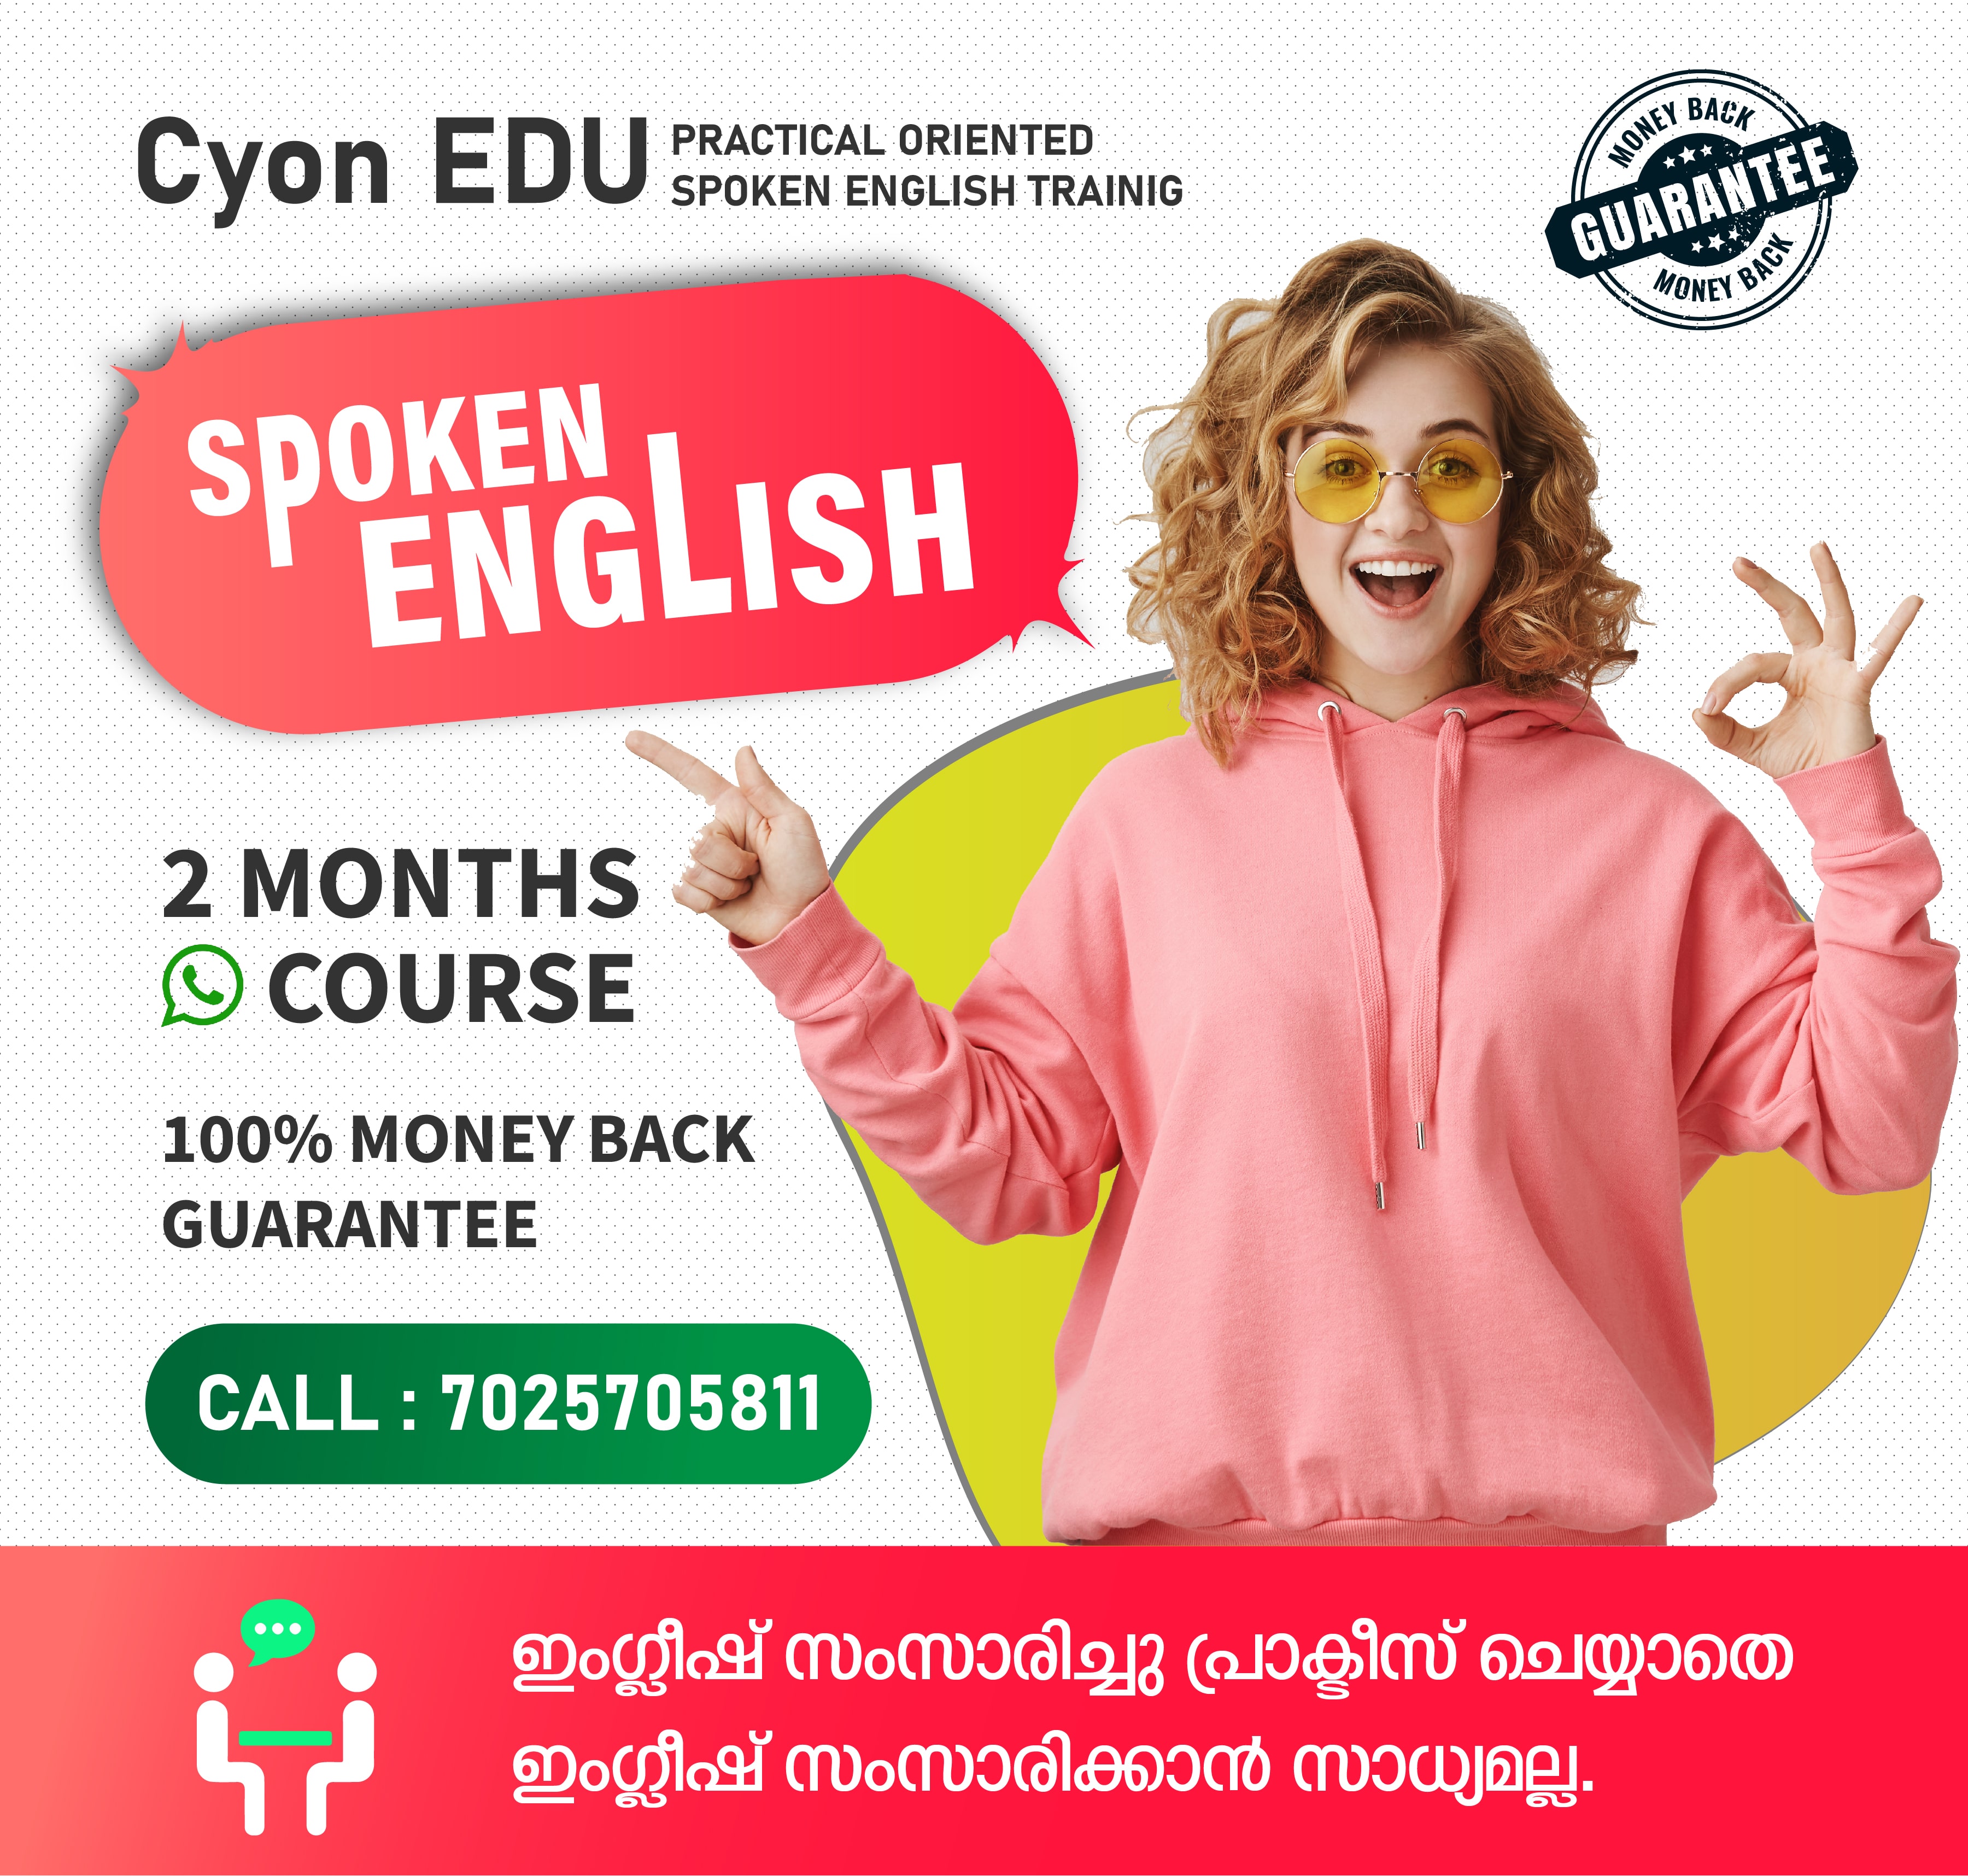 Cyon EDU
PRACTICAL ORIENTED
SPOKEN ENGLISH TRAINIG
MONEY BACK
GUARANTEE
MONEY BACK
SPOKEN
ENGLISH
2 MONTHS
COURSE
100% MONEY BACK
GUARANTEE
CALL : 7025705811
ഇംഗ്ലീഷ് സംസാരിച്ചു പ്രാക്ടീസ് ചെയ്യാതെ
ഇംഗ്ലീഷ് സംസാരിക്കാൻ സാധ്യമല്ല.